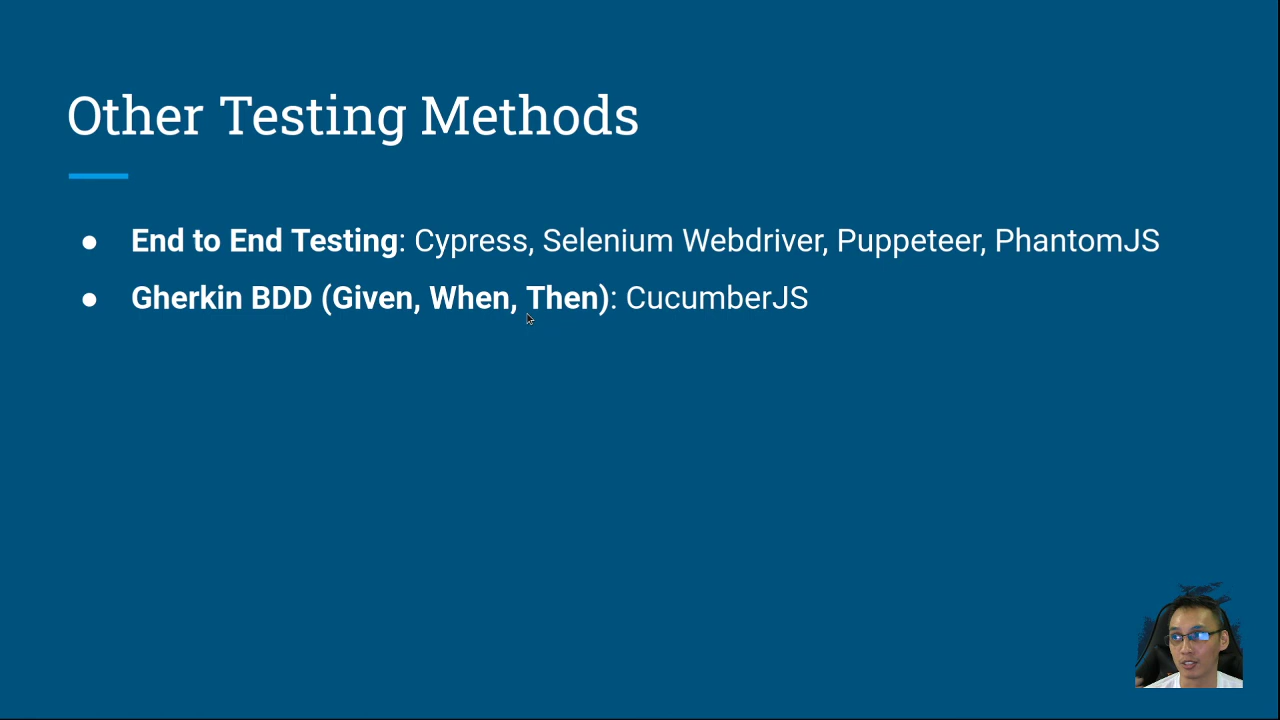 Other Testing Methods
● End to End Testing: Cypress, Selenium Webdriver, Puppeteer, PhantomJS
● Gherkin BDD (Given, When, Then): CucumberJS